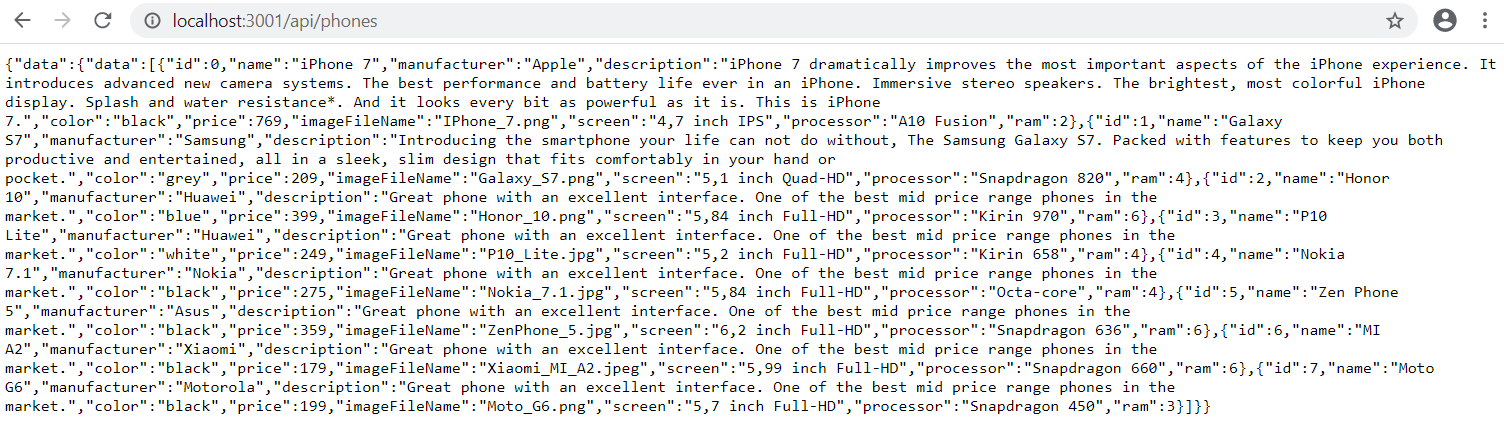 localhost:3001/api/phones
{"data":{"data":[{"id":0,"name":"iPhone 7","manufacturer":"Apple","description":"iPhone 7 dramatically improves the most important aspects of the iPhone experience. It
introduces advanced new camera systems. The best performance and battery life ever in an iPhone. Immersive stereo speakers. The brightest, most colorful iPhone
display. Splash and water resistance*. And it looks every bit as powerful as it is. This is iPhone
7.","color":"black","price":769,"imageFileName":"IPhone_7.png","screen":"4,7 inch IPS","processor":"A10 Fusion","ram":2},{"id":1,"name":"Galaxy
S7","manufacturer":"Samsung","description":"Introducing the smartphone your life can not do without, The Samsung Galaxy S7. Packed with features to keep you both
productive and entertained, all in a sleek, slim design that fits comfortably in your hand or
pocket.","color":"grey","price":209,"imageFileName":"Galaxy_S7.png","screen":"5,1 inch Quad-HD","processor":"Snapdragon 820","ram":4},{"id":2,"name":"Honor
10","manufacturer":"Huawei","description":"Great phone with an excellent interface. One of the best mid price range phones in the
market.","color":"blue","price":399,"imageFileName":"Honor_10.png","screen":"5,84 inch Full-HD","processor":"Kirin 970","ram":6},{"id":3,"name":"P10
Lite","manufacturer":"Huawei","description":"Great phone with an excellent interface. One of the best mid price range phones in the
market.","color":"white","price":249,"imageFileName":"P10_Lite.jpg","screen":"5,2 inch Full-HD","processor":"Kirin 658","ram":4},{"id":4,"name":"Nokia
7.1","manufacturer":"Nokia","description":"Great phone with an excellent interface. One of the best mid price range phones in the
market.","color":"black","price":275,"imageFileName":"Nokia_7.1.jpg","screen":"5,84 inch Full-HD","processor":"Octa-core","ram":4},{"id":5,"name":"Zen Phone
5","manufacturer":"Asus","description":"Great phone with an excellent interface. One of the best mid price range phones in the
market.","color":"black","price":359,"imageFileName":"ZenPhone_5.jpg","screen":"6,2 inch Full-HD","processor":"Snapdragon 636","ram":6},{"id":6,"name":"MI
A2","manufacturer":"Xiaomi","description":"Great phone with an excellent interface. One of the best mid price range phones in the
market.","color":"black","price":179,"imageFileName":"Xiaomi_MI_A2.jpeg","screen":"5,99 inch Full-HD","processor":"Snapdragon 660","ram":6},{"id":7,"name":"Moto
G6","manufacturer":"Motorola","description":"Great phone with an excellent interface. One of the best mid price range phones in the
market.","color":"black","price":199,"imageFileName":"Moto_G6.png","screen":"5,7 inch Full-HD","processor":"Snapdragon 450","ram":3}]}}